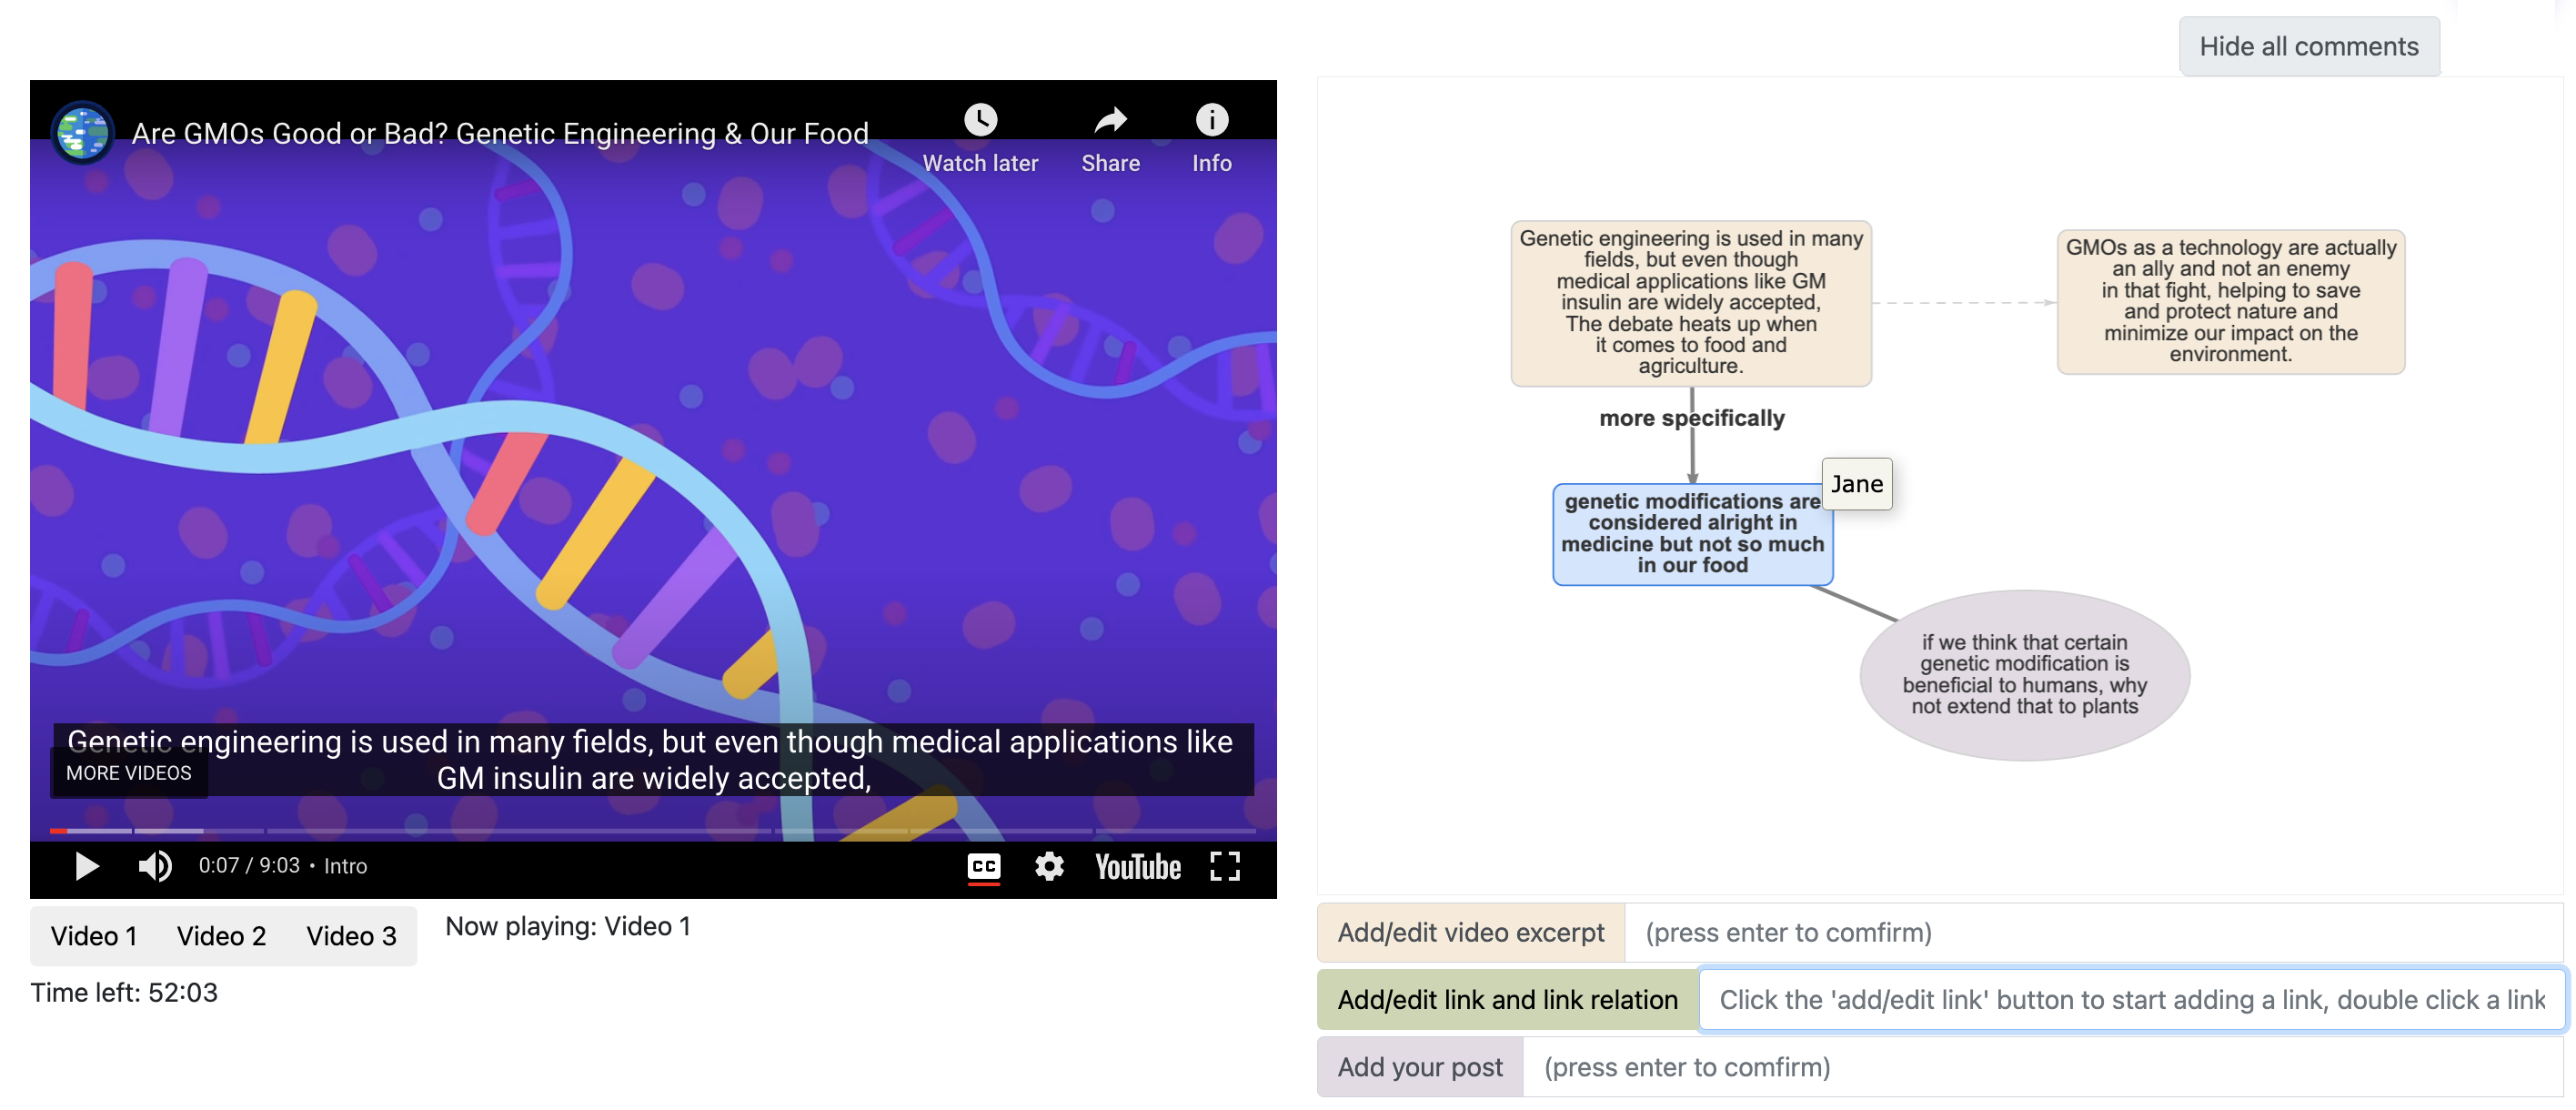 Hide all comments
Are GMOs Good or Bad? Genetic Engineering & Our Food
Watch later
Share
Info
Genetic engineering is used in many fields, but even though medical applications like
GM insulin are widely accepted,
MORE VIDEOS
0:07 / 9:03 • Intro
CC
YouTube
Video 1
Video 2
Video 3
Now playing: Video 1
Time left: 52:03
Genetic engineering is used in many
fields, but even though
medical applications like GM
insulin are widely accepted,
The debate heats up when
it comes to food and
agriculture.
GMOs as a technology are actually
an ally and not an enemy
in that fight, helping to save
and protect nature and
minimize our impact on the
environment.
more specifically
Jane
genetic modifications are
considered alright in
medicine but not so much
in our food
if we think that certain
genetic modification is
beneficial to humans, why
not extend that to plants
Add/edit video excerpt
(press enter to comfirm)
Add/edit link and link relation
Click the 'add/edit link' button to start adding a link, double click a link
Add your post
(press enter to comfirm)